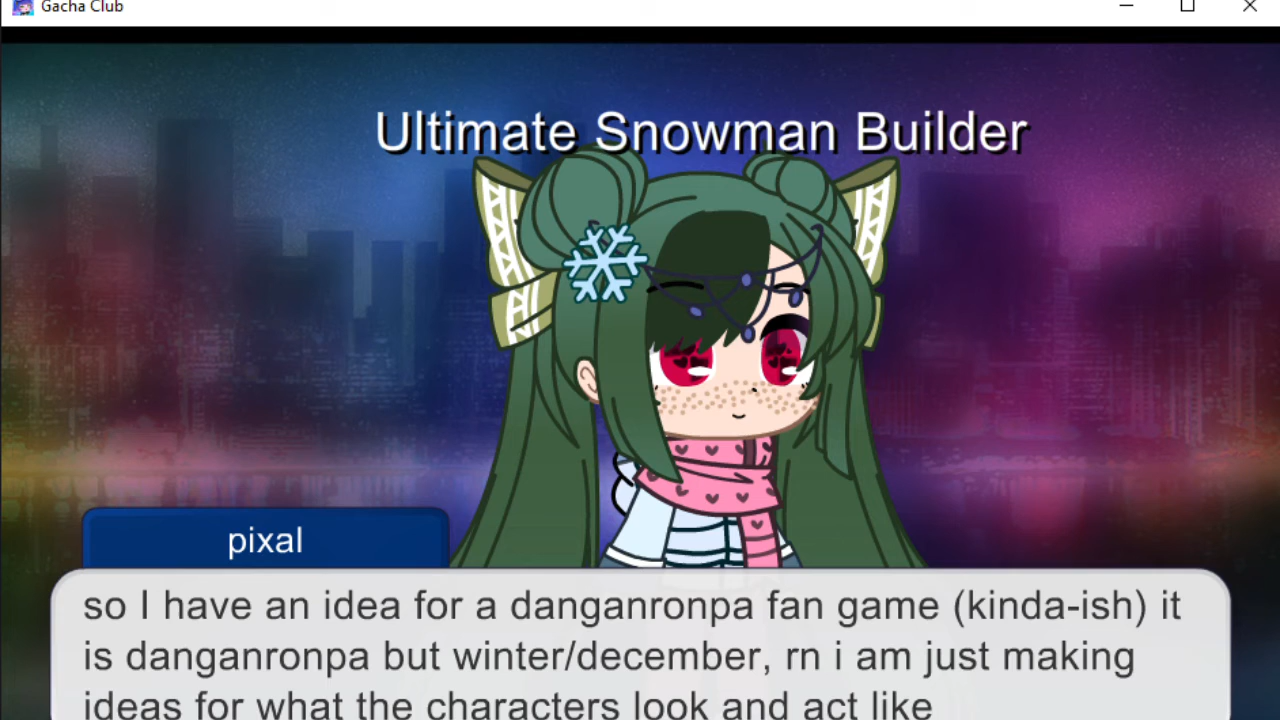 Gacha Club
Ultimate Snowman Builder
pixal
so I have an idea for a danganronpa fan game (kinda-ish) it
is danganronpa but winter/december, rn i am just making
ideas for what the characters look and act like